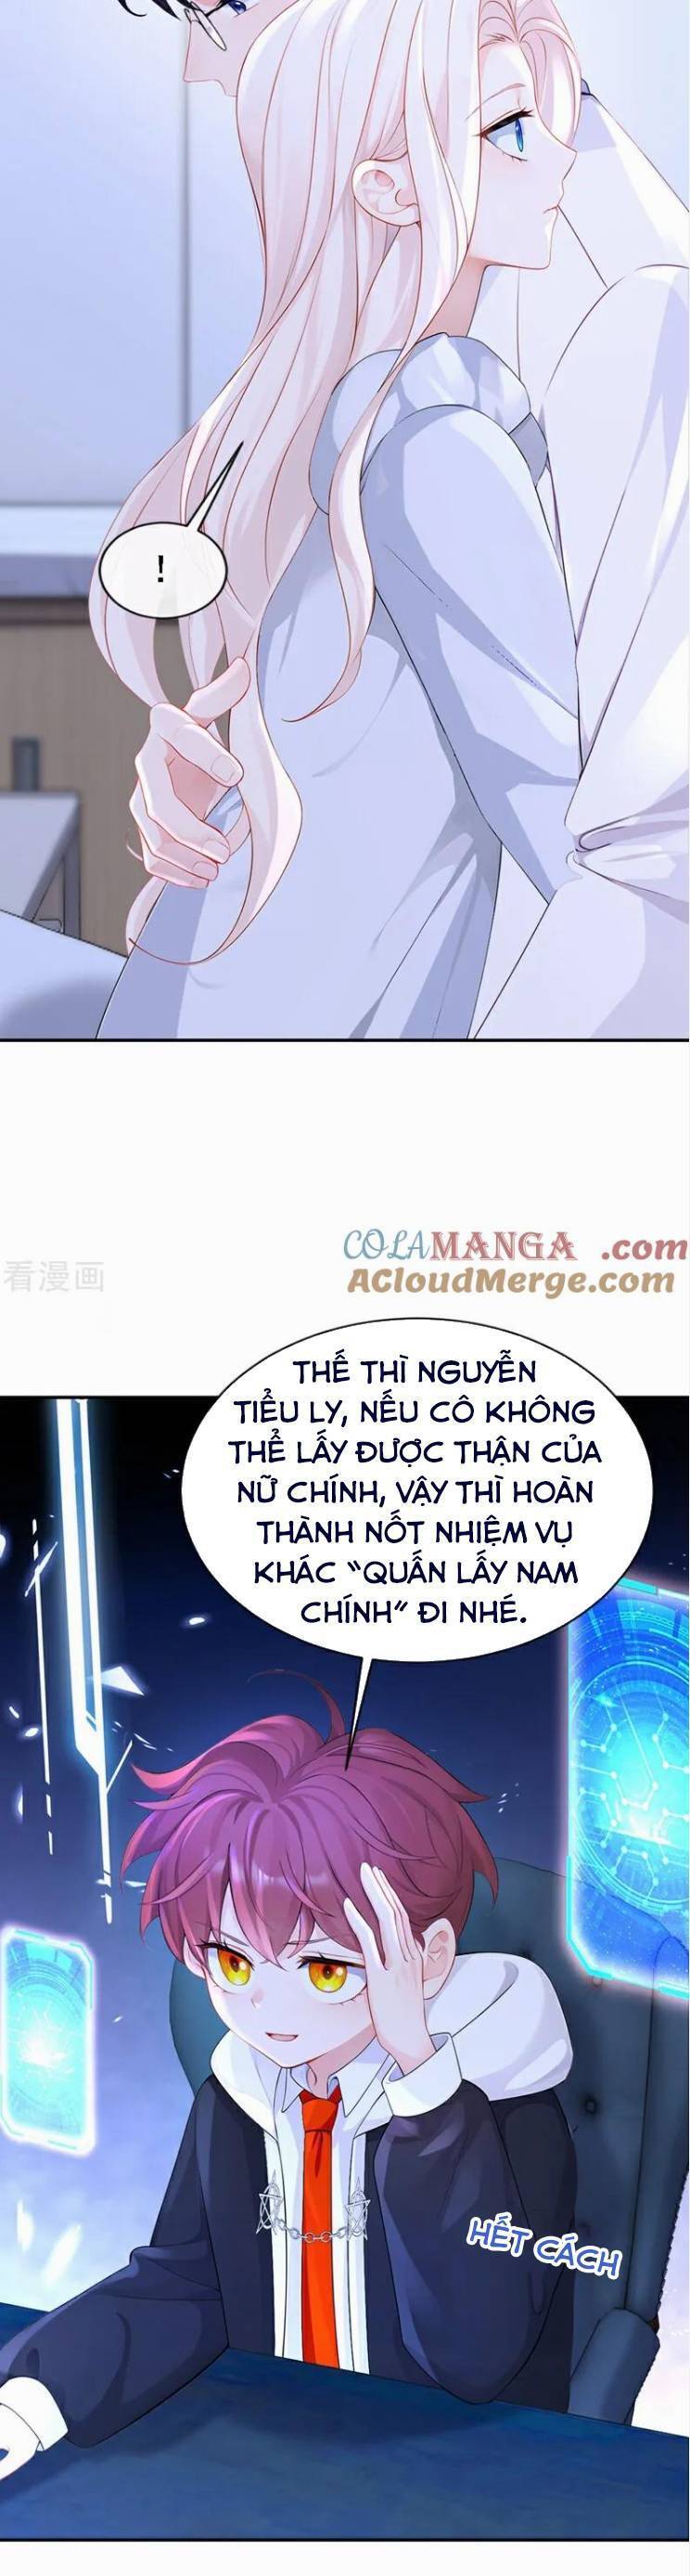 !
COLAMANGA.com
看漫画
AcloudMerge.com
THẾ THÌ NGUYỄN
TIỂU LY, NẾU CÔ KHÔNG
THỂ LẤY ĐƯỢC THẬN CỦA
NỮ CHÍNH, VẬY THÌ HOÀN
THÀNH NỐT NHIỆM VỤ
KHÁC “QUẤN LẤY NAM
CHÍNH” ĐI NHÉ.
HẾT CÁCH